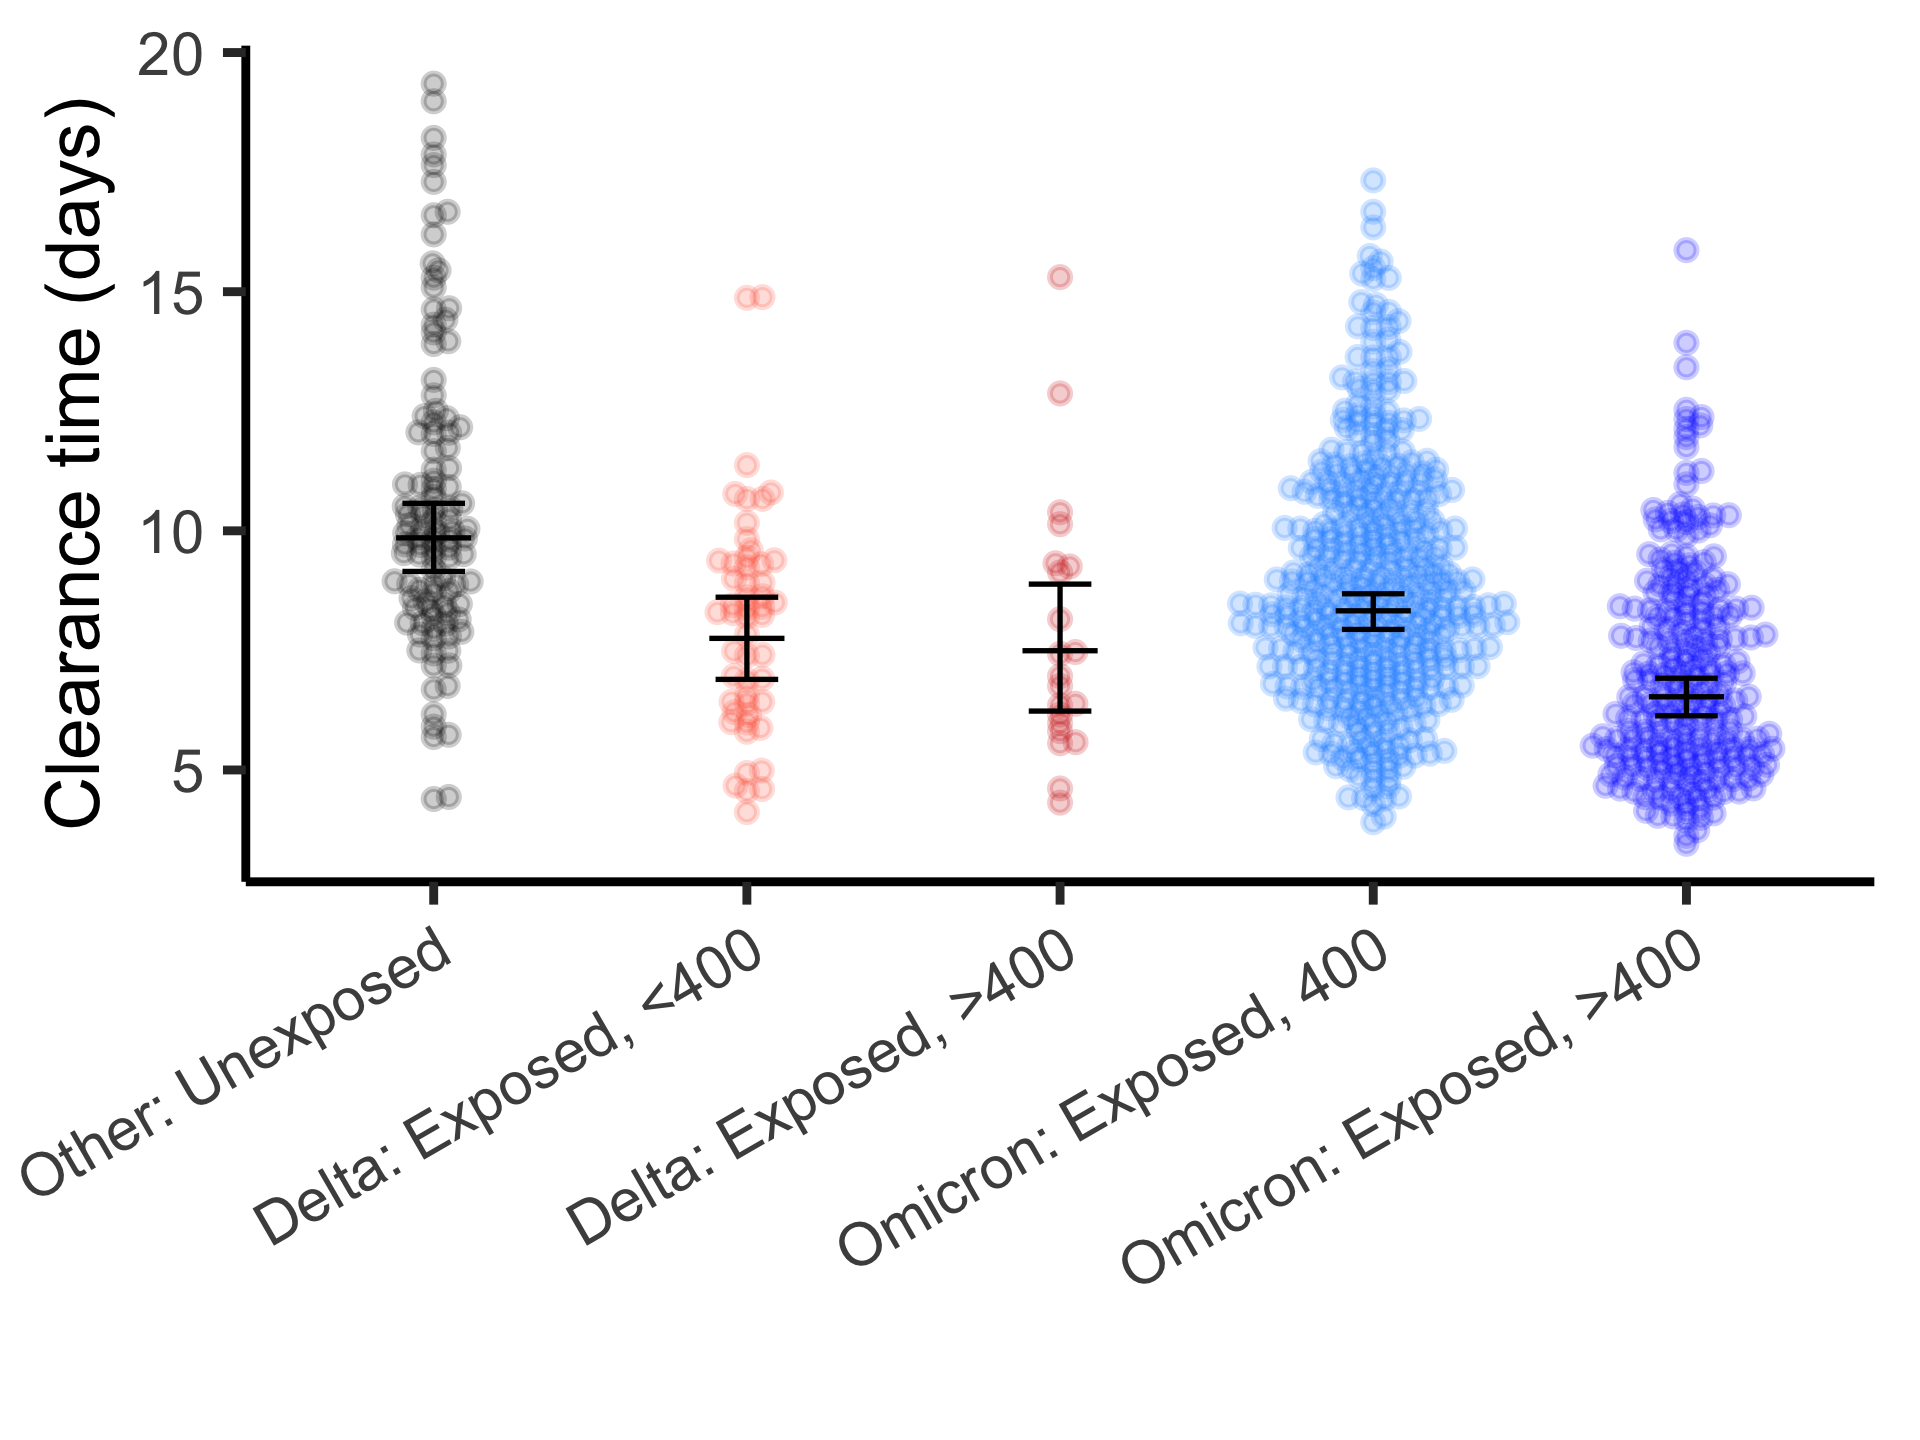 Clearance time (days)
20
15
10
5
Other: Unexposed
Delta: Exposed, <400
Delta: Exposed, >400
Omicron: Exposed, 400
Omicron: Exposed, >400